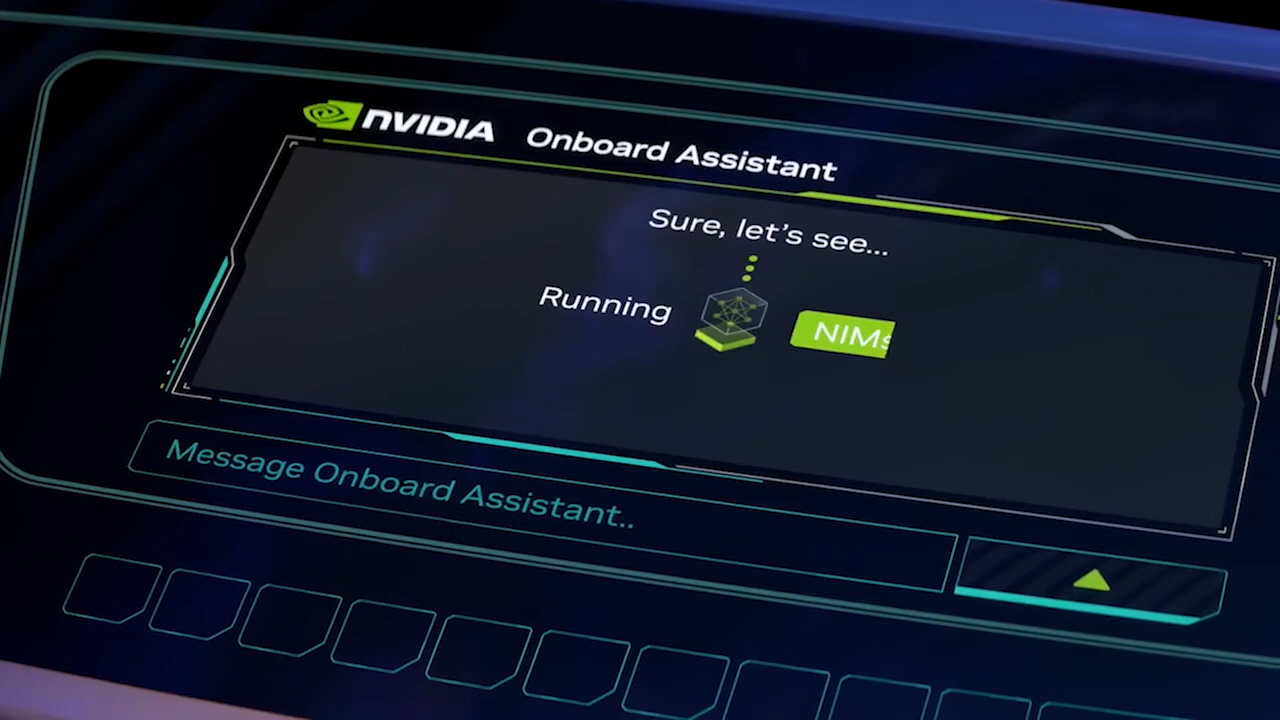 NVIDIA Onboard Assistant
Sure, let's see...
Running NIMs
Message Onboard Assistant..